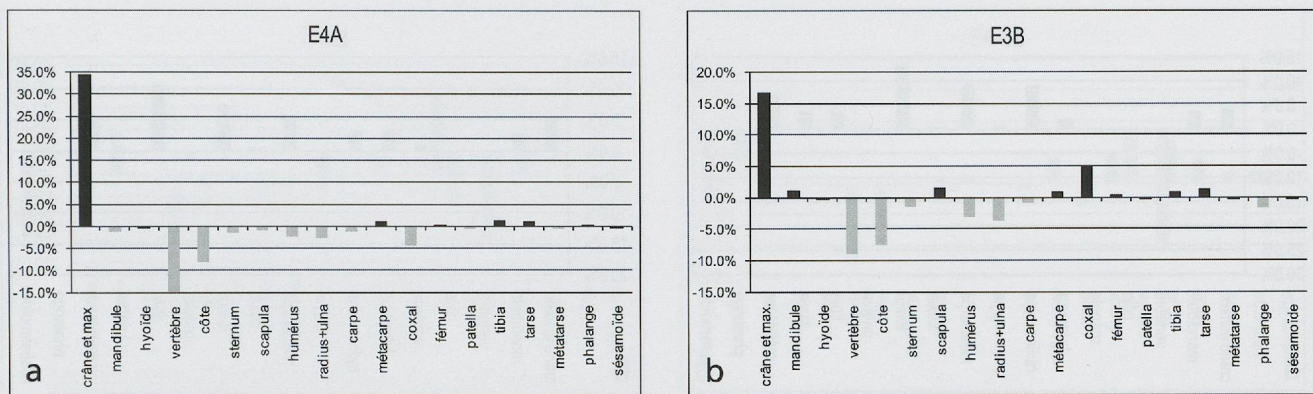 E4A
35.0%
30.0%
25.0%
20.0%
15.0%
10.0%
5.0%
0.0%
-5.0%
-10.0%
-15.0%
crâne et max.
mandibule
hyoïde
vertèbre
côte
sternum
scapula
humérus
radius+ulna
carpe
métacarpe
coxal
fémur
patella
tibia
tarse
métatarse
phalange
sésamoïde
a
E3B
20.0%
15.0%
10.0%
5.0%
0.0%
-5.0%
-10.0%
-15.0%
crâne et max.
mandibule
hyoïde
vertèbre
côte
sternum
scapula
humérus
radius+ulna
carpe
métacarpe
coxal
fémur
patella
tibia
tarse
métatarse
phalange
sésamoïde
b